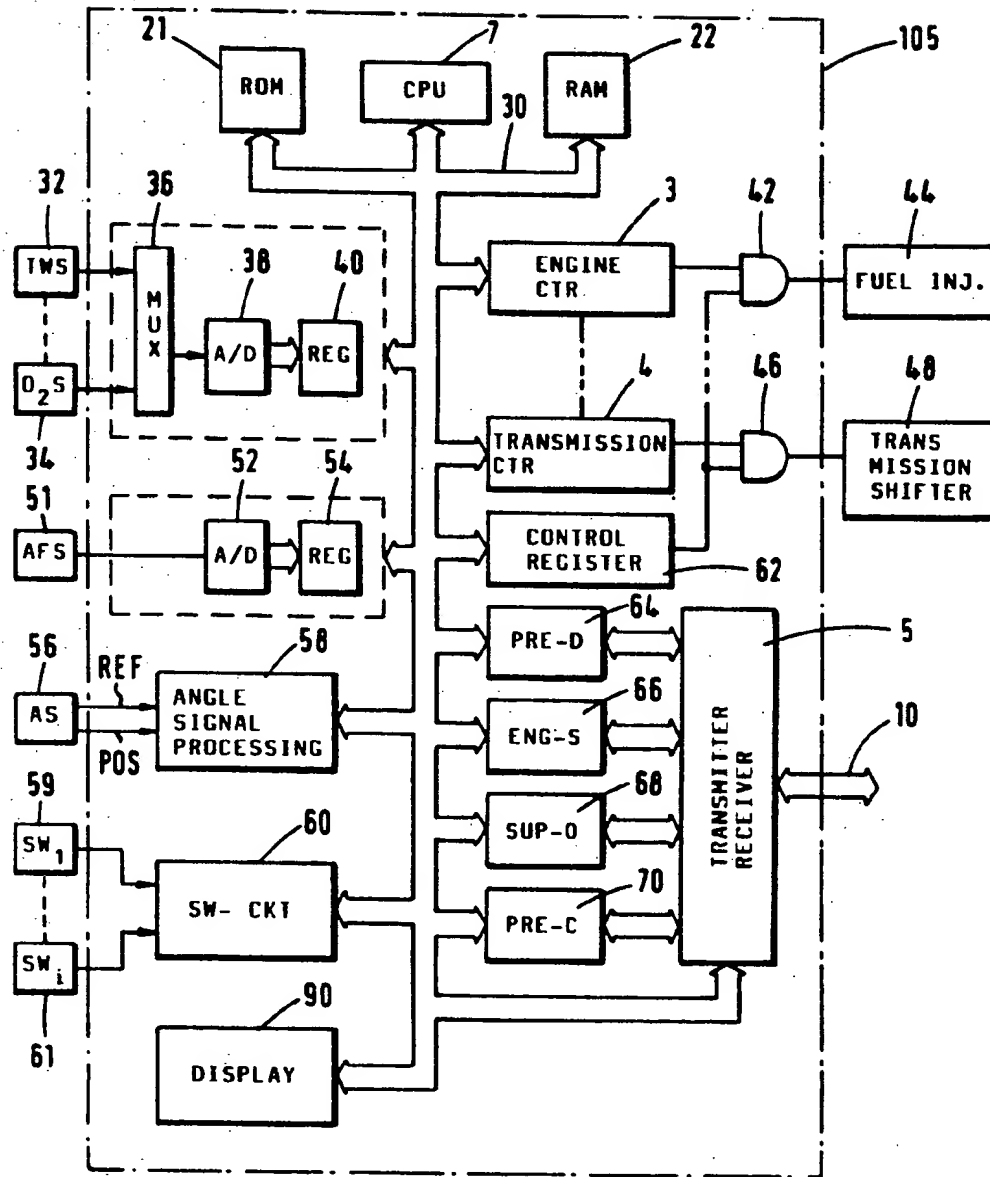 21
7
22
105
ROM
CPU
RAM
30
32
36
3
42
44
TWS
MUX
38
40
ENGINE
CTR
FUEL INJ.
A/D
REG
O2S
34
4
46
48
TRANSMISSION
CTR
TRANS
MISSION
SHIFTER
51
52
54
AFS
A/D
REG
CONTROL
REGISTER
62
64
5
56
REF
58
PRE-D
AS
ANGLE
SIGNAL
PROCESSING
POS
66
ENG-S
10
TRANSMITTER
RECEIVER
59
60
68
SW1
SUP-O
SW-CKT
70
PRE-C
SWi
61
90
DISPLAY